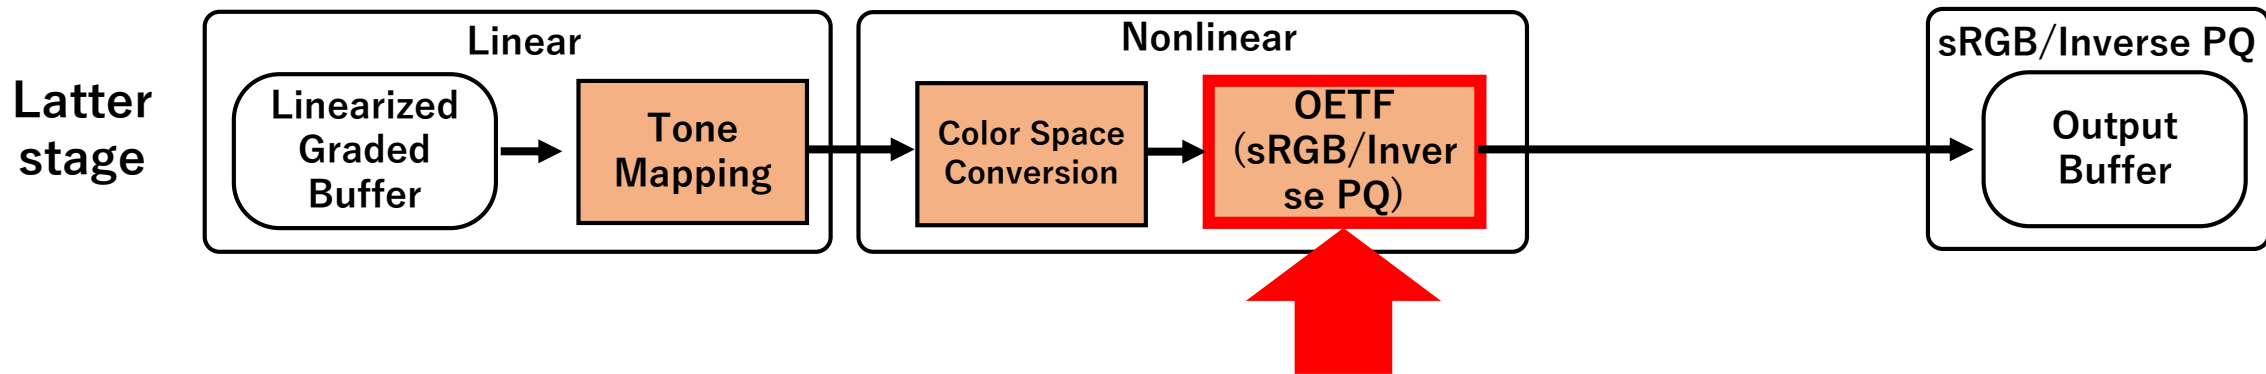 Latter
stage
Linear
Linearized
Graded
Buffer
Tone
Mapping
Nonlinear
Color Space
Conversion
OETF
(sRGB/Inver
se PQ)
sRGB/Inverse PQ
Output
Buffer